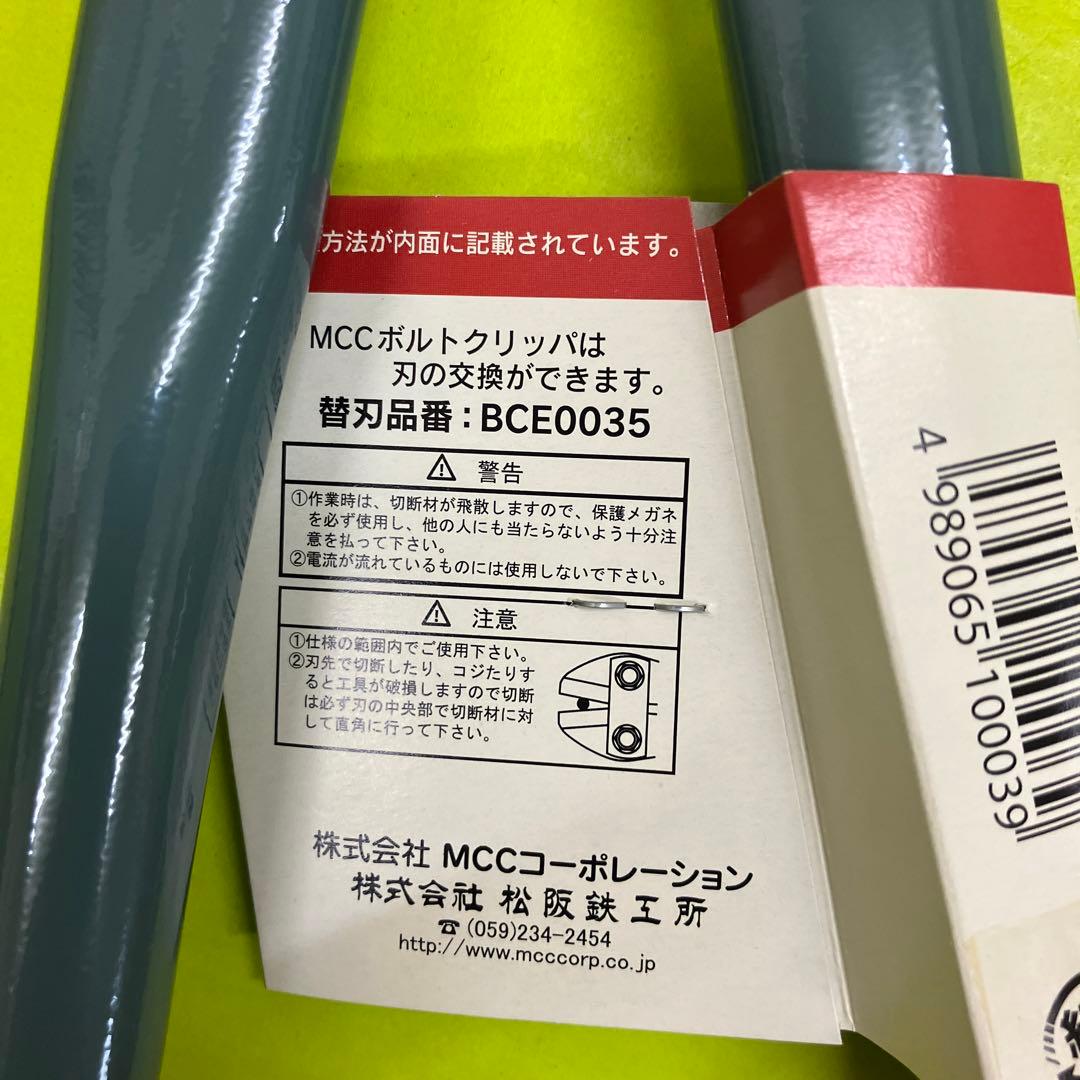 方法が内面に記載されています。
MCCボルトクリッパは
刃の交換ができます。
替刃品番：BCE0035
⚠ 警告
①作業時は、切断材が飛散しますので、保護メガネ
を必ず使用し、他の人にも当たらないよう十分注
意を払って下さい。
②電流が流れているものには使用しないで下さい。
⚠ 注意
①仕様の範囲内でご使用下さい。
②刃先で切断したり、コジたりす
ると工具が破損しますので切断
は必ず刃の中央部で切断材に対
して直角に行って下さい。
株式会社 MCCコーポレーション
株式会社 松阪鉄工所
☎(059)234-2454
http://www.mcccorp.co.jp
4 989065 100039